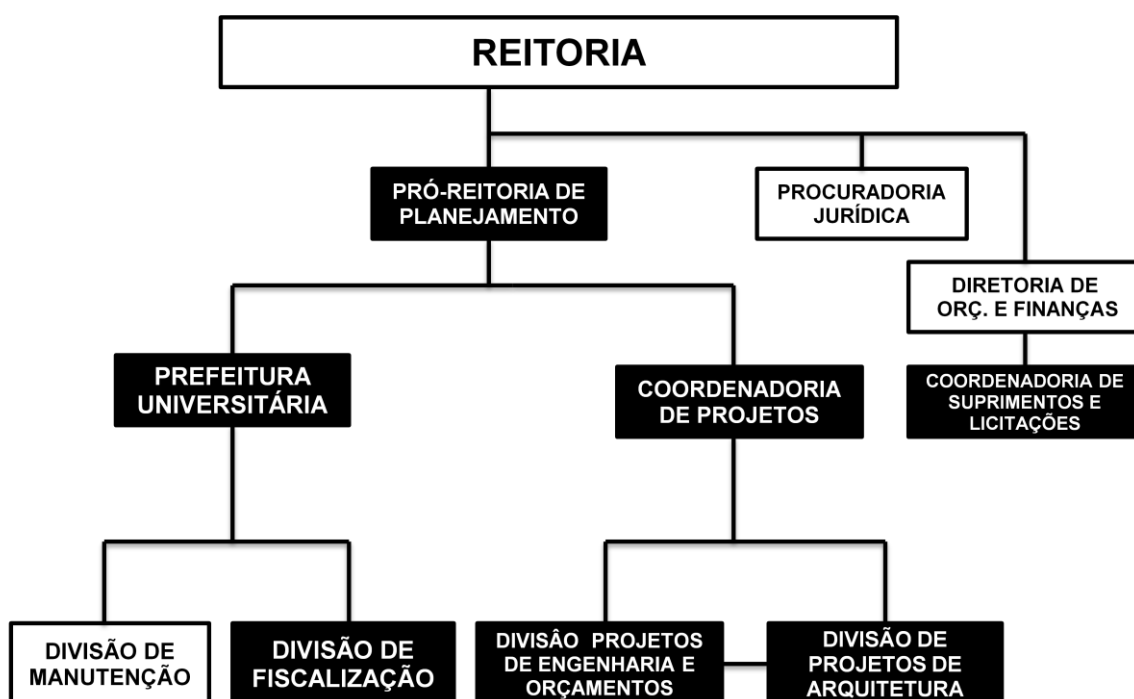 REITORIA
PRÓ-REITORIA DE
PLANEJAMENTO
PROCURADORIA
JURÍDICA
DIRETORIA DE
ORÇ. E FINANÇAS
PREFEITURA
UNIVERSITÁRIA
COORDENADORIA
DE PROJETOS
COORDENADORIA DE
SUPRIMENTOS E
LICITAÇÕES
DIVISÃO DE
MANUTENÇÃO
DIVISÃO DE
FISCALIZAÇÃO
DIVISÂO PROJETOS
DE ENGENHARIA E
ORÇAMENTOS
DIVISÃO DE
PROJETOS DE
ARQUITETURA